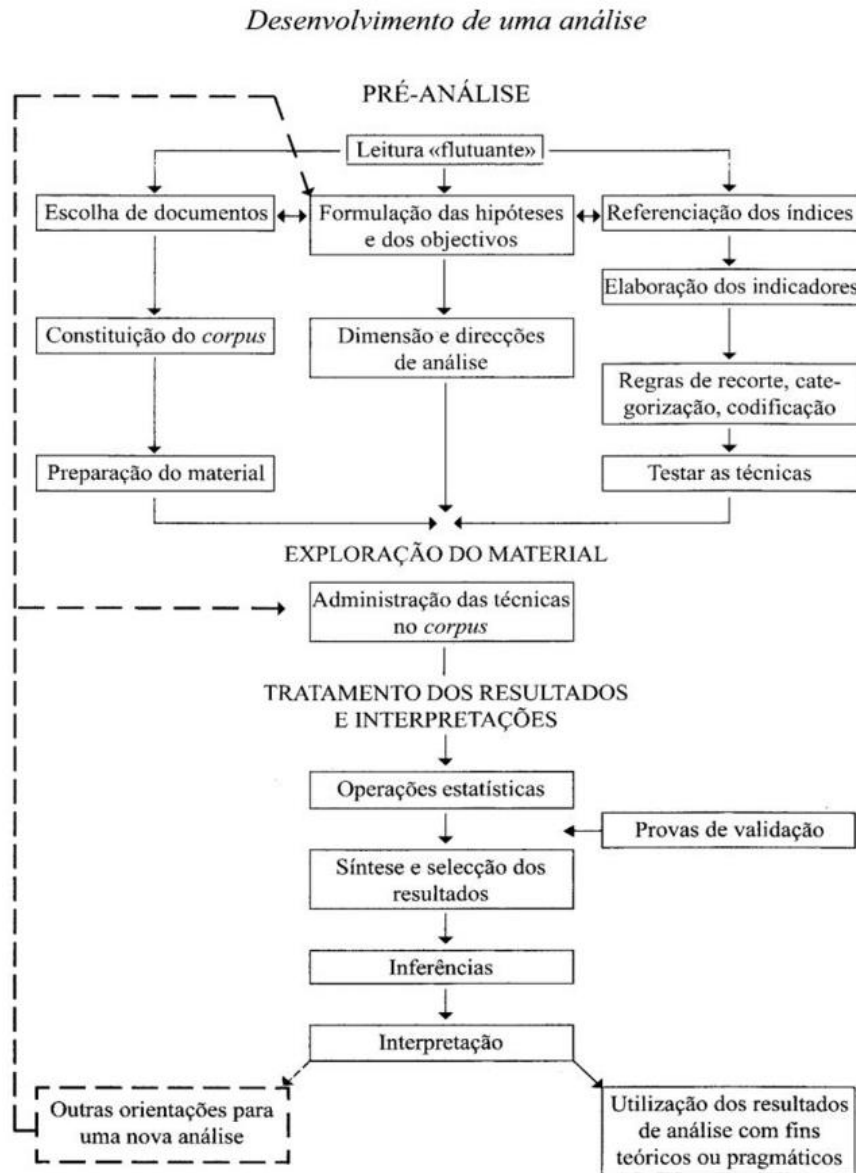 Desenvolvimento de uma análise
PRÉ-ANÁLISE
Leitura «flutuante»
Escolha de documentos
Formulação das hipóteses
e dos objectivos
Referenciação dos índices
Elaboração dos indicadores
Constituição do corpus
Dimensão e direcções
de análise
Regras de recorte, cate-
gorização, codificação
Preparação do material
Testar as técnicas
EXPLORAÇÃO DO MATERIAL
Administração das técnicas
no corpus
TRATAMENTO DOS RESULTADOS
E INTERPRETAÇÕES
Operações estatísticas
Provas de validação
Síntese e selecção dos
resultados
Inferências
Interpretação
Outras orientações para
uma nova análise
Utilização dos resultados
de análise com fins
teóricos ou pragmáticos